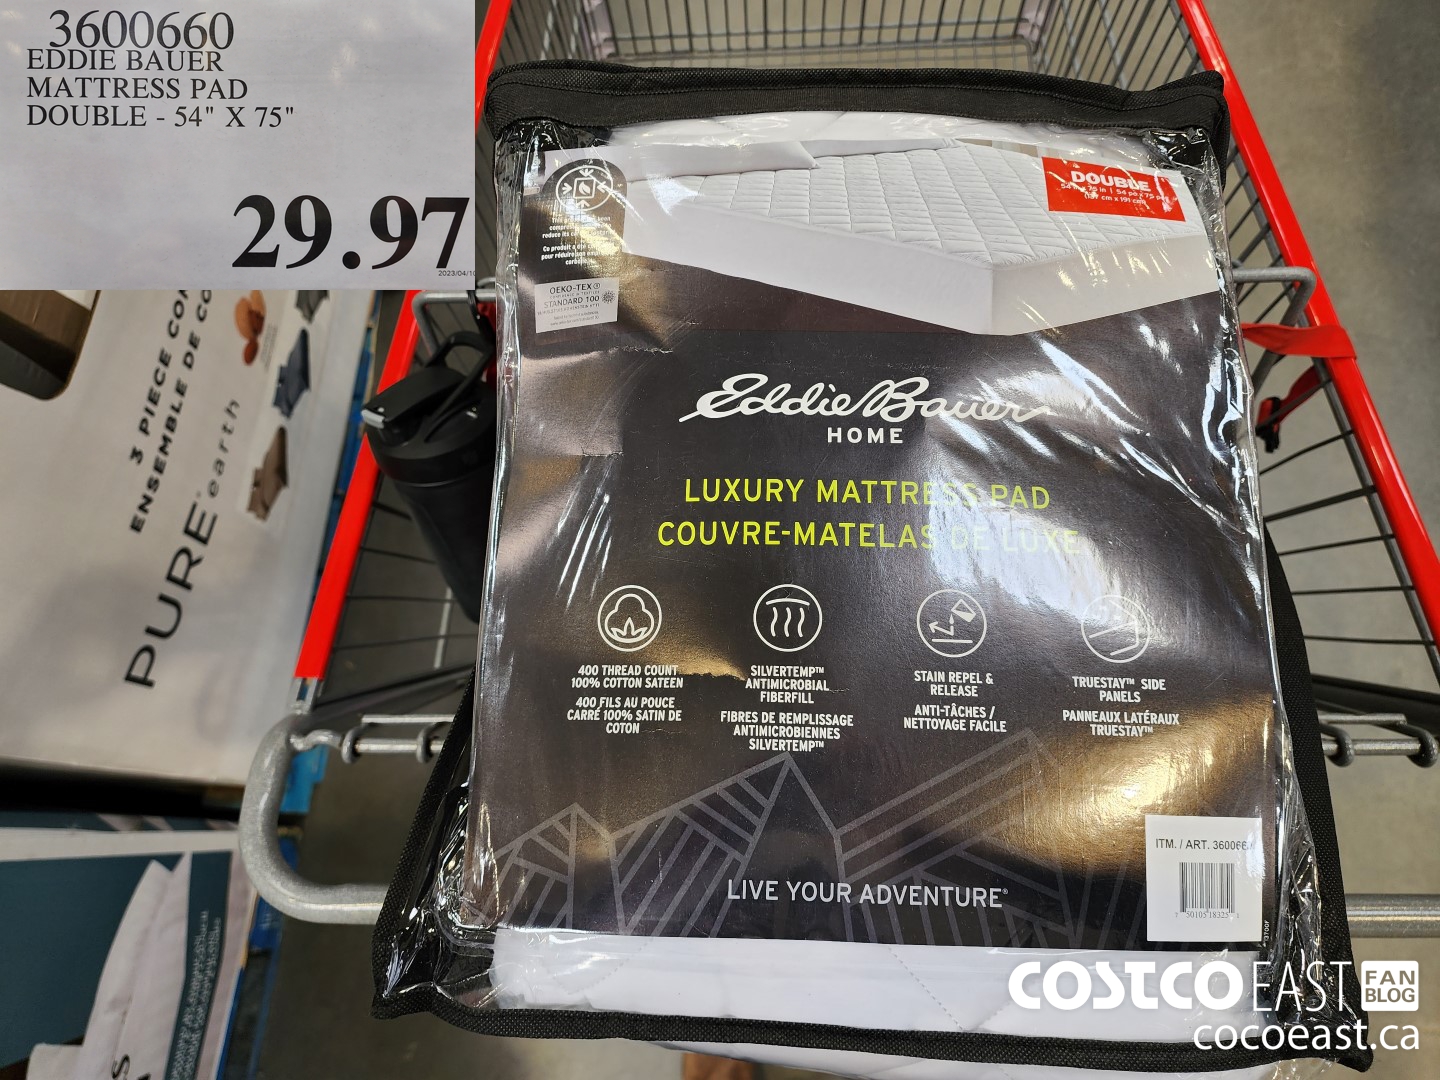 3600660
EDDIE BAUER
MATTRESS PAD
DOUBLE - 54" X 75"
29.97
3 PIECE
ENSEMBLE DE
PURE earth
OEKO-TEX®
STANDARD 100
DOUBLE
Eddie Bauer
HOME
LUXURY MATTRESS PAD
COUVRE-MATELAS DE LUXE
400 THREAD COUNT
100% COTTON SATEEN
400 FILS AU POUCE
CARRÉ 100% SATIN DE
COTON
SILVERTEMP™
ANTIMICROBIAL
FIBERFILL
FIBRES DE REMPLISSAGE
ANTIMICROBIENNES
SILVERTEMP™
STAIN REPEL &
RELEASE
ANTI-TÂCHES /
NETTOYAGE FACILE
TRUESTAY™ SIDE
PANELS
PANNEAUX LATÉRAUX
TRUESTAY™
LIVE YOUR ADVENTURE®
ITM. / ART.
COSTCO EAST FAN
BLOG
cocoeast.ca